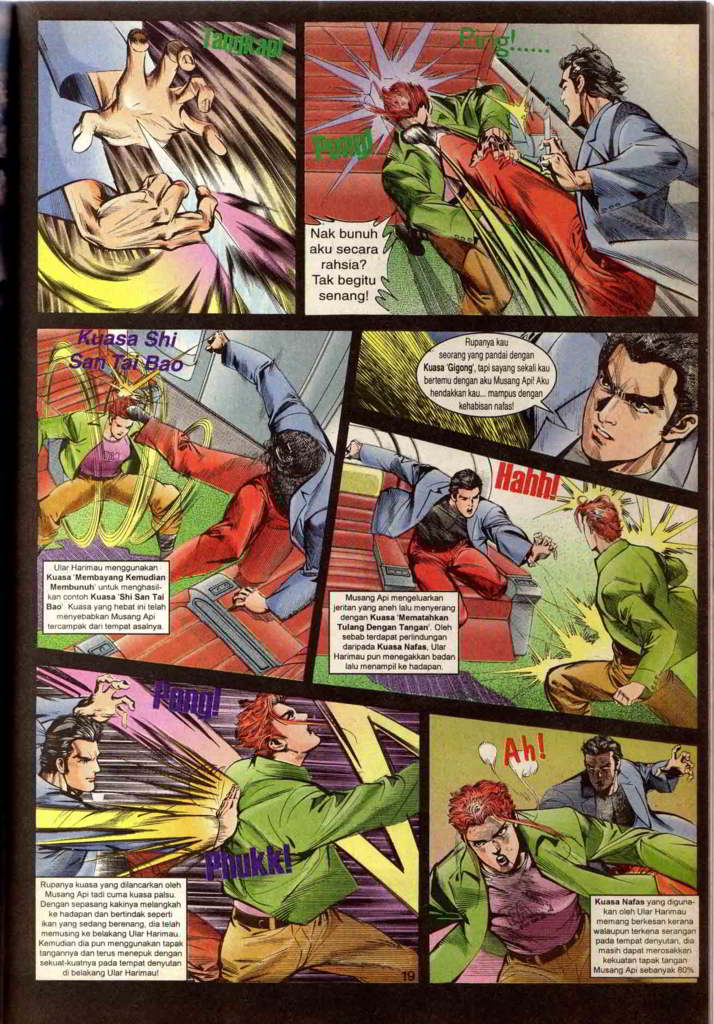 Tangkap!
Ping!......
Pong!
Nak bunuh
aku secara
rahsia?
Tak begitu
senang!
Kuasa Shi
San Tai Bao
Ular Harimau menggunakan
Kuasa 'Membayang Kemudian
Membunuh' untuk menghasil-
kan contoh Kuasa 'Shi San Tai
Bao' Kuasa yang hebat ini telah
menyebabkan Musang Api
tercampak dari tempat asalnya.
Rupanya kau
seorang yang pandai dengan
Kuasa 'Gigong', tapi sayang sekali kau
bertemu dengan aku Musang Api! Aku
hendakkan kau... mampus dengan
kehabisan nafas!
Hahh!
Musang Api mengeluarkan
jeritan yang aneh lalu menyerang
dengan Kuasa 'Mematahkan
Tulang Dengan Tangan'. Oleh
sebab terdapat perlindungan
daripada Kuasa Nafas, Ular
Harimau pun menegakkan badan
lalu menampil ke hadapan.
Pong!
Phukk!
Rupanya kuasa yang dilancarkan oleh
Musang Api tadi cuma kuasa palsu.
Dengan sepasang kakinya melangkah
ke hadapan dan bertindak seperti
ikan yang sedang berenang, dia telah
memusing ke belakang Ular Harimau.
Kemudian dia pun menggunakan tapak
tangannya dan terus menepuk dengan
sekuat-kuatnya pada tempat denyutan
di belakang Ular Harimau!
19
Ah!
Kuasa Nafas yang diguna-
kan oleh Ular Harimau
memang berkesan kerana
walaupun terkena serangan
pada tempat denyutan, dia
masih dapat merosakkan
kekuatan tapak tangan
Musang Api sebanyak 60%